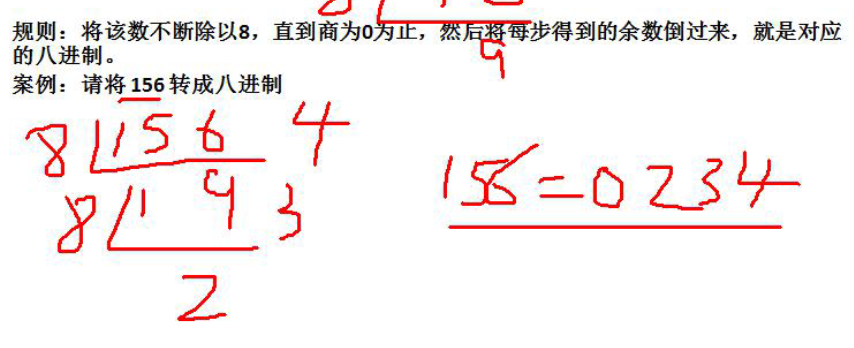 规则：将该数不断除以8，直到商为0为止，然后将每步得到的余数倒过来，就是对应
9
的八进制。
案例：请将 156 转成八进制
8 156 4
8 19 3
156=0234
2